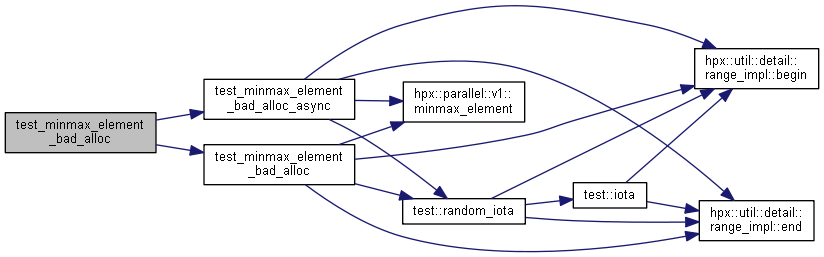 test_minmax_element
_bad_alloc
test_minmax_element
_bad_alloc_async
test_minmax_element
_bad_alloc
hpx::parallel::v1::
minmax_element
test::random_iota
test::iota
hpx::util::detail::
range_impl::begin
hpx::util::detail::
range_impl::end